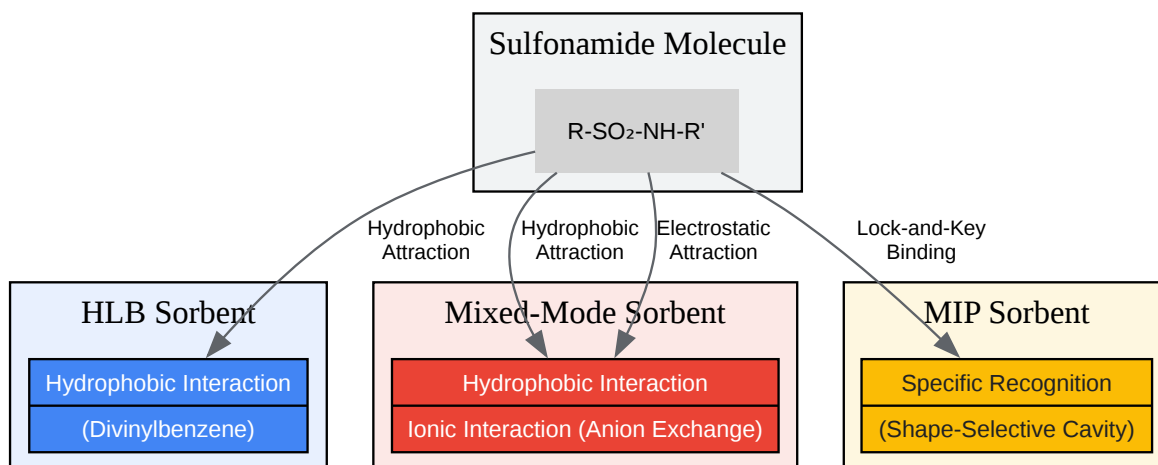 Sulfonamide Molecule
R-SO₂-NH-R'
Hydrophobic
Attraction
Hydrophobic
Attraction
Electrostatic
Attraction
Lock-and-Key
Binding
HLB Sorbent
Hydrophobic Interaction
(Divinylbenzene)
Mixed-Mode Sorbent
Hydrophobic Interaction
Ionic Interaction (Anion Exchange)
MIP Sorbent
Specific Recognition
(Shape-Selective Cavity)